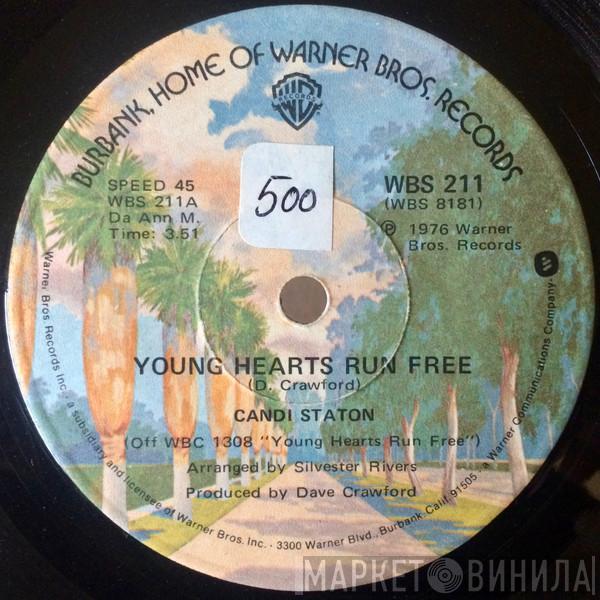 BURBANK, HOME OF WARNER BROS. RECORDS
WB
RECORDS
SPEED 45
WBS 211A
Da Ann M.
Time: 3.51
500
WBS 211
(WBS 8181)
℗ 1976 Warner
Bros. Records
YOUNG HEARTS RUN FREE
(D. Crawford)
CANDI STATON
(Off WBC 1308 "Young Hearts Run Free")
Arranged by Silvester Rivers
Produced by Dave Crawford
Warner Bros. Records Inc. - a subsidiary and licensee of Warner Bros. Inc. · 3300 Warner Blvd., Burbank, Calif. 91505 · a Warner Communications Company
МАРКЕТ ВИНИЛА